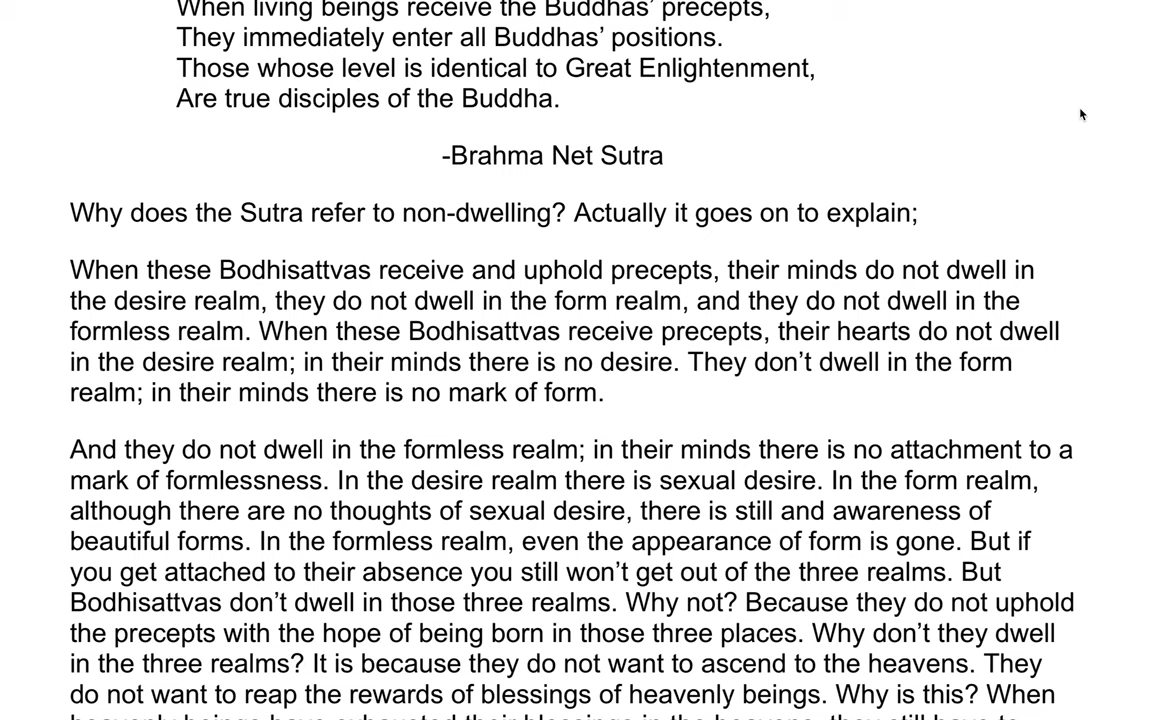 When living beings receive the Buddhas’ precepts,
They immediately enter all Buddhas’ positions.
Those whose level is identical to Great Enlightenment,
Are true disciples of the Buddha.
-Brahma Net Sutra
Why does the Sutra refer to non-dwelling? Actually it goes on to explain;
When these Bodhisattvas receive and uphold precepts, their minds do not dwell in
the desire realm, they do not dwell in the form realm, and they do not dwell in the
formless realm. When these Bodhisattvas receive precepts, their hearts do not dwell
in the desire realm; in their minds there is no desire. They don’t dwell in the form
realm; in their minds there is no mark of form.
And they do not dwell in the formless realm; in their minds there is no attachment to a
mark of formlessness. In the desire realm there is sexual desire. In the form realm,
although there are no thoughts of sexual desire, there is still and awareness of
beautiful forms. In the formless realm, even the appearance of form is gone. But if
you get attached to their absence you still won’t get out of the three realms. But
Bodhisattvas don’t dwell in those three realms. Why not? Because they do not uphold
the precepts with the hope of being born in those three places. Why don’t they dwell
in the three realms? It is because they do not want to ascend to the heavens. They
do not want to reap the rewards of blessings of heavenly beings. Why is this? When
heavenly beings have exhausted their blessings in the heavens, they still have to